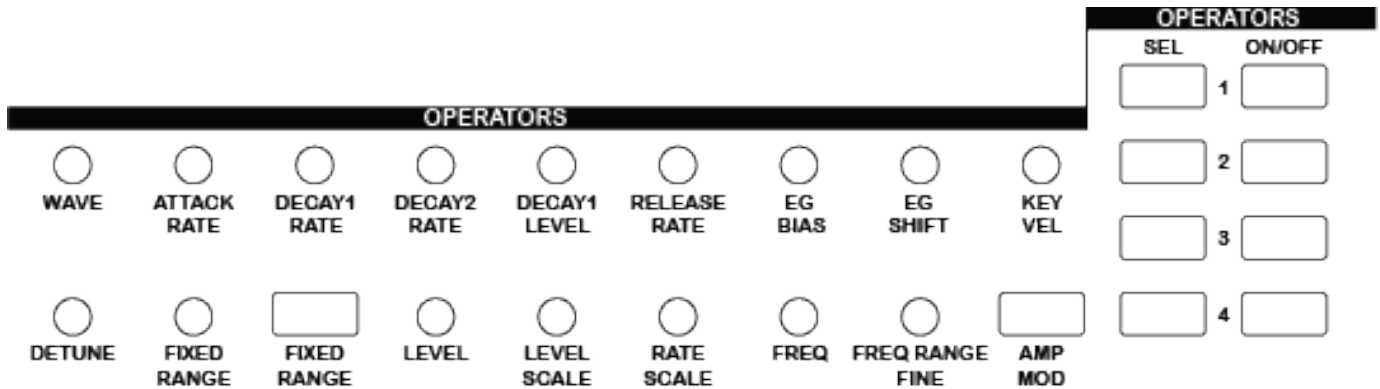 OPERATORS
SEL ON/OFF
1
OPERATORS
2
WAVE ATTACK DECAY1 DECAY2 DECAY1 RELEASE EG EG KEY
RATE RATE RATE LEVEL RATE BIAS SHIFT VEL
3
4
DETUNE FIXED FIXED LEVEL LEVEL RATE FREQ FREQ RANGE AMP
RANGE RANGE SCALE SCALE FINE MOD